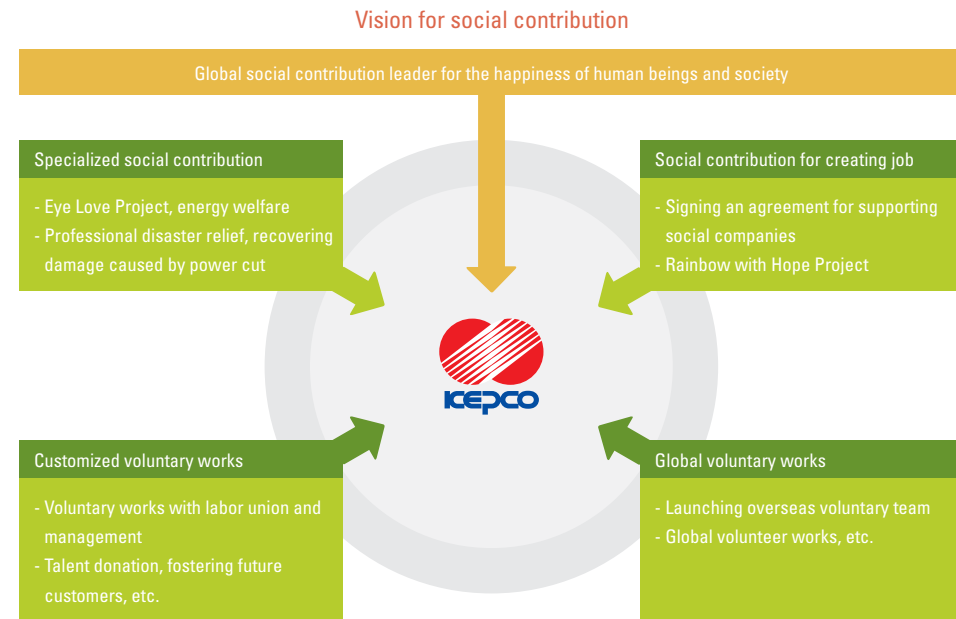 Vision for social contribution
Global social contribution leader for the happiness of human beings and society
Specialized social contribution
- Eye Love Project, energy welfare
- Professional disaster relief, recovering
damage caused by power cut
Social contribution for creating job
- Signing an agreement for supporting
social companies
- Rainbow with Hope Project
KEPCO
Customized voluntary works
- Voluntary works with labor union and
management
- Talent donation, fostering future
customers, etc.
Global voluntary works
- Launching overseas voluntary team
- Global volunteer works, etc.